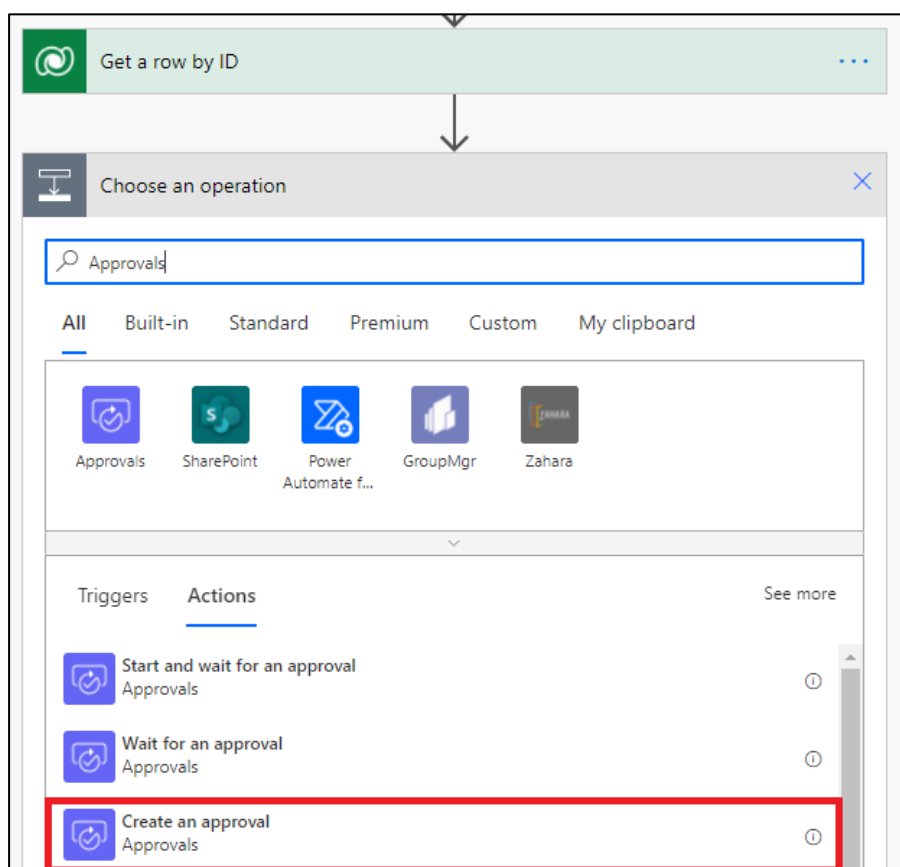 Get a row by ID
Choose an operation
Approvals
All Built-in Standard Premium Custom My clipboard
Approvals SharePoint Power Automate f... GroupMgr Zahara
S
ZAHARA
Triggers Actions See more
Start and wait for an approval
Approvals
Wait for an approval
Approvals
Create an approval
Approvals